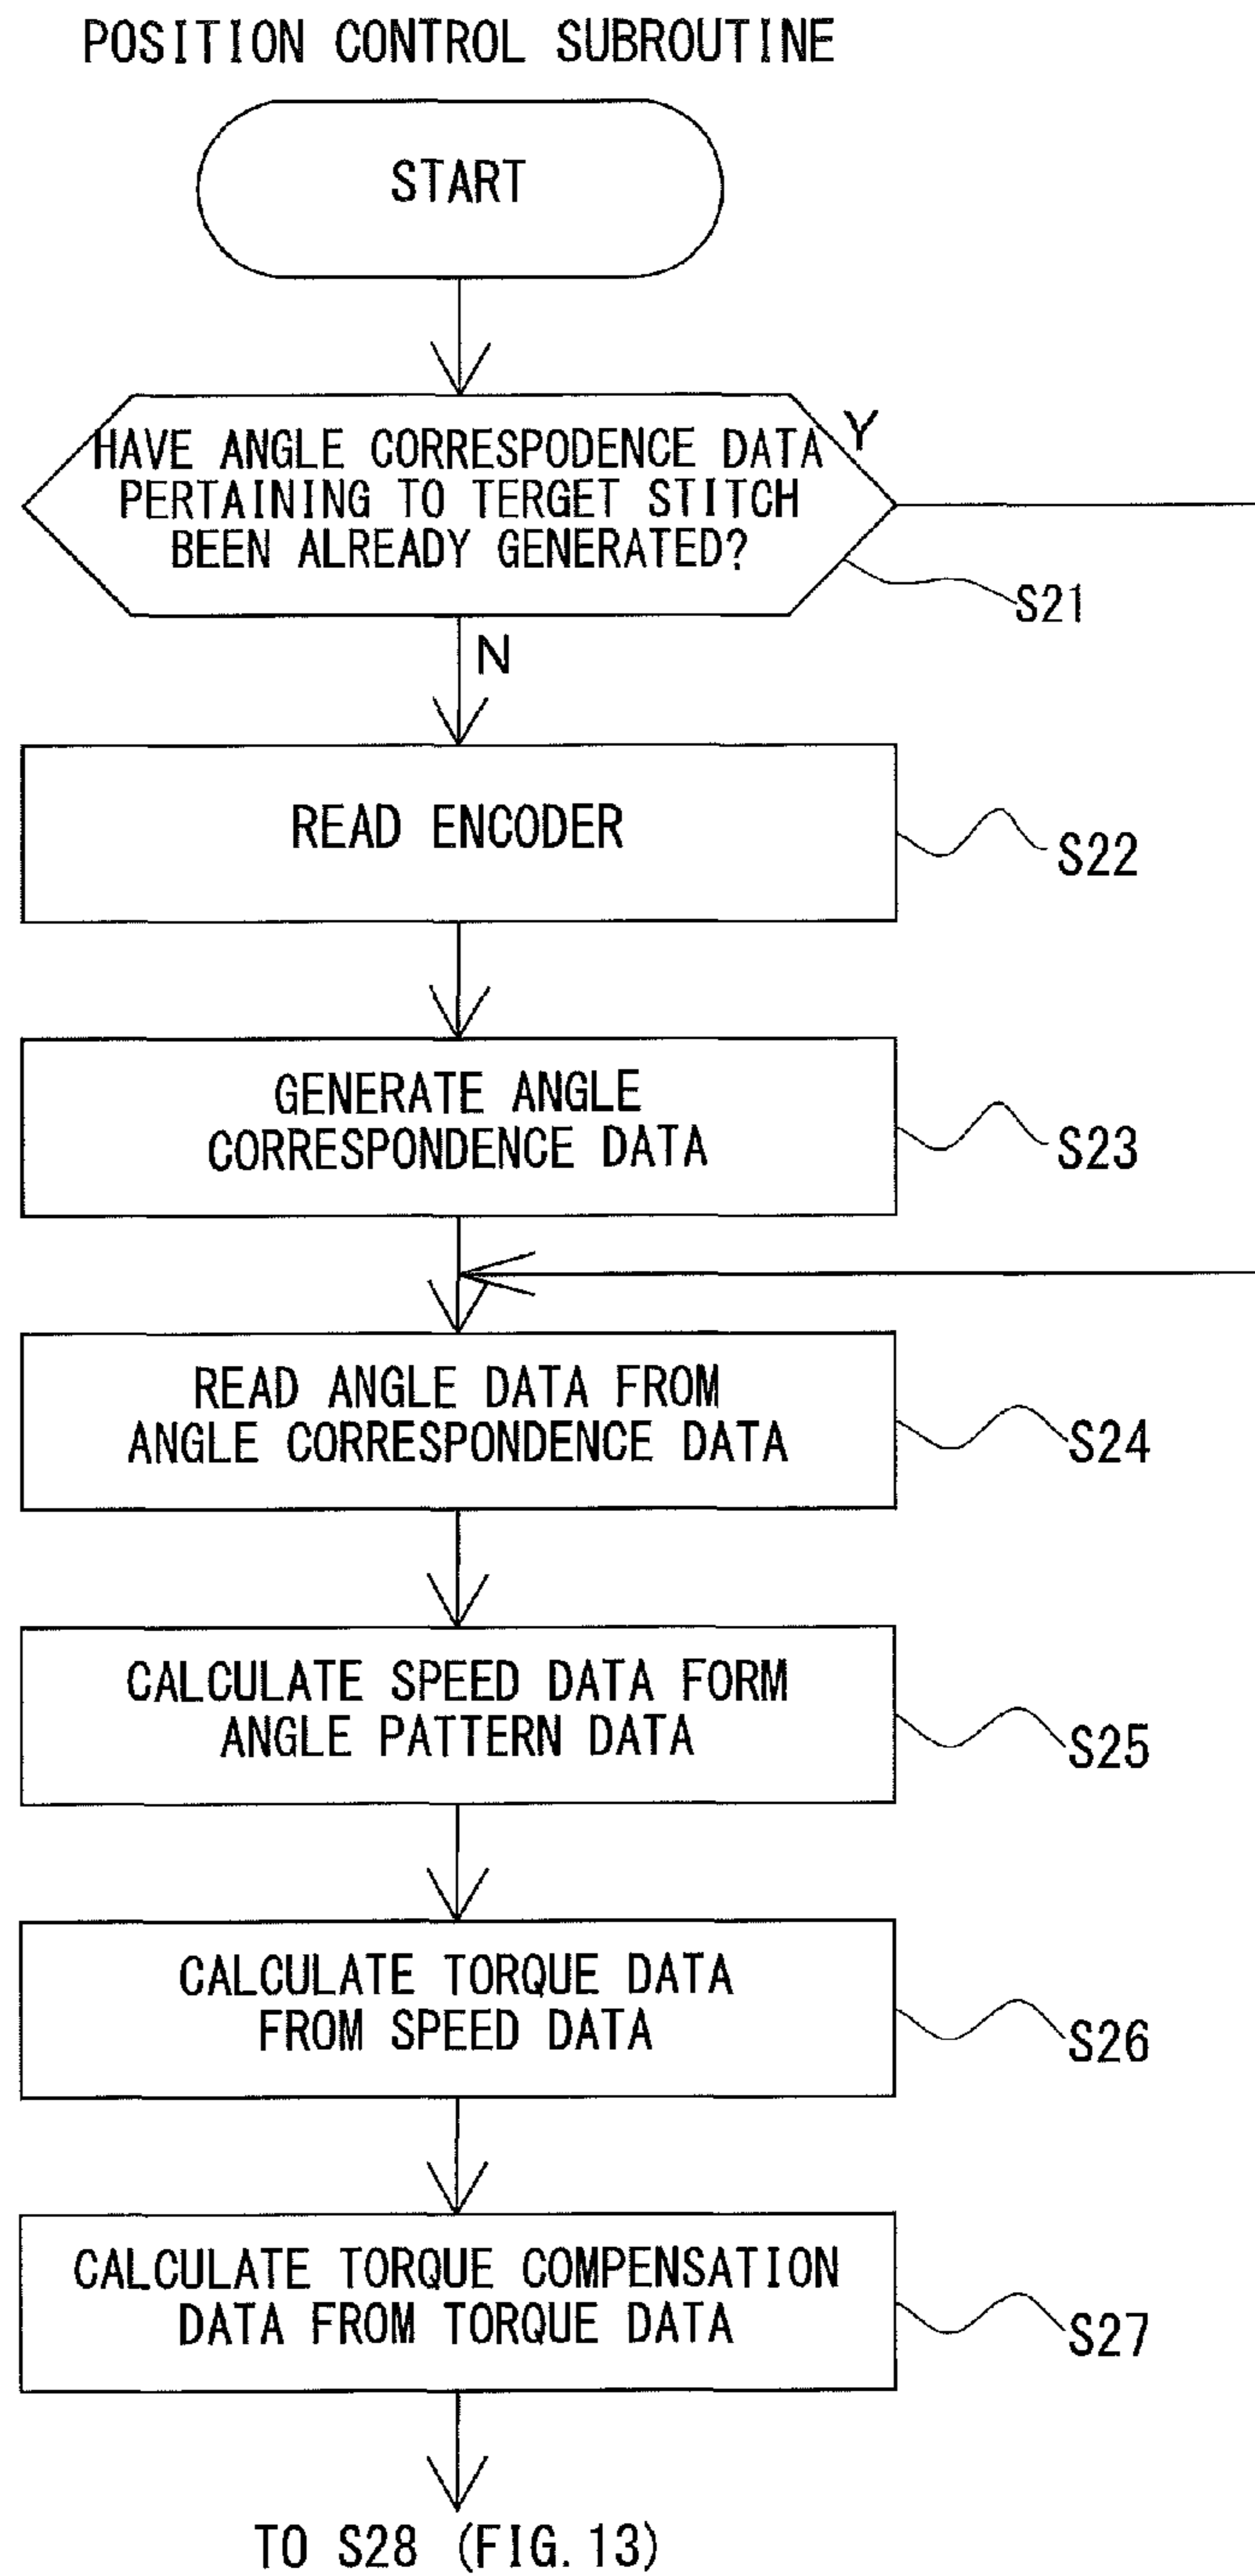 POSITION CONTROL SUBROUTINE
START
HAVE ANGLE CORRESPODENCE DATA
PERTAINING TO TERGET STITCH
BEEN ALREADY GENERATED?
Y
S21
N
READ ENCODER
S22
GENERATE ANGLE
CORRESPONDENCE DATA
S23
READ ANGLE DATA FROM
ANGLE CORRESPONDENCE DATA
S24
CALCULATE SPEED DATA FORM
ANGLE PATTERN DATA
S25
CALCULATE TORQUE DATA
FROM SPEED DATA
S26
CALCULATE TORQUE COMPENSATION
DATA FROM TORQUE DATA
S27
TO S28 (FIG.13)